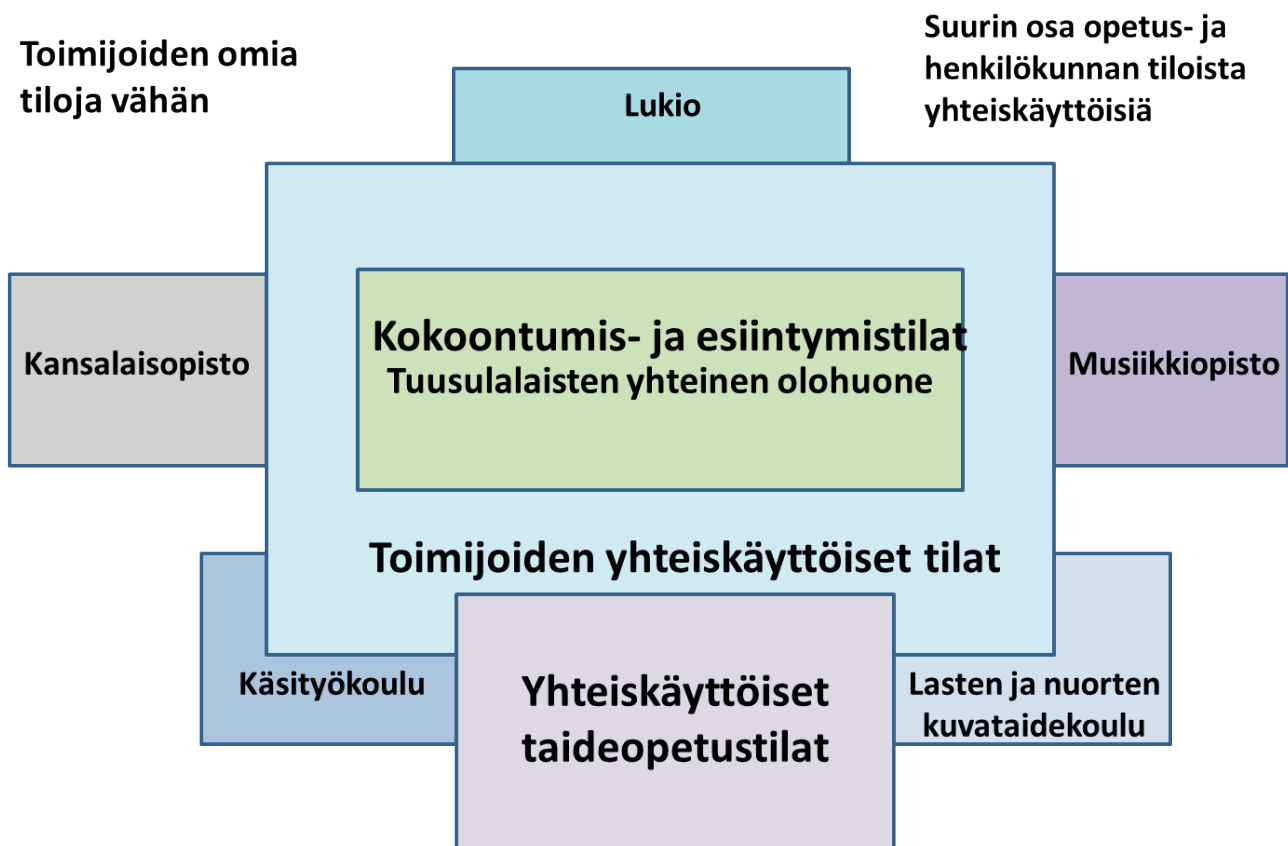 Toimijoiden omia
tiloja vähän
Suurin osa opetus- ja
henkilökunnan tiloista
yhteiskäyttöisiä
Lukio
Kansalaisopisto
Kokoontumis- ja esiintymistilat
Tuusulalaisten yhteinen olohuone
Musiikkiopisto
Toimijoiden yhteiskäyttöiset tilat
Käsityökoulu
Yhteiskäyttöiset
taideopetustilat
Lasten ja nuorten
kuvataidekoulu